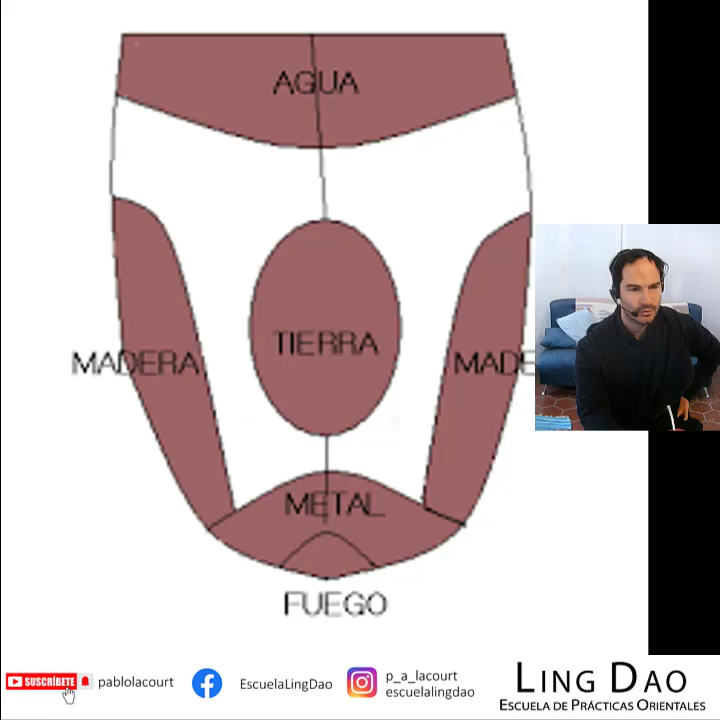 AGUA
TIERRA
MADERA
MADE
METAL
FUEGO
SUSCRÍBETE
pablolacourt
EscuelaLingDao
p_a_lacourt
escuelalingdao
LING DAO
ESCUELA DE PRÁCTICAS ORIENTALES